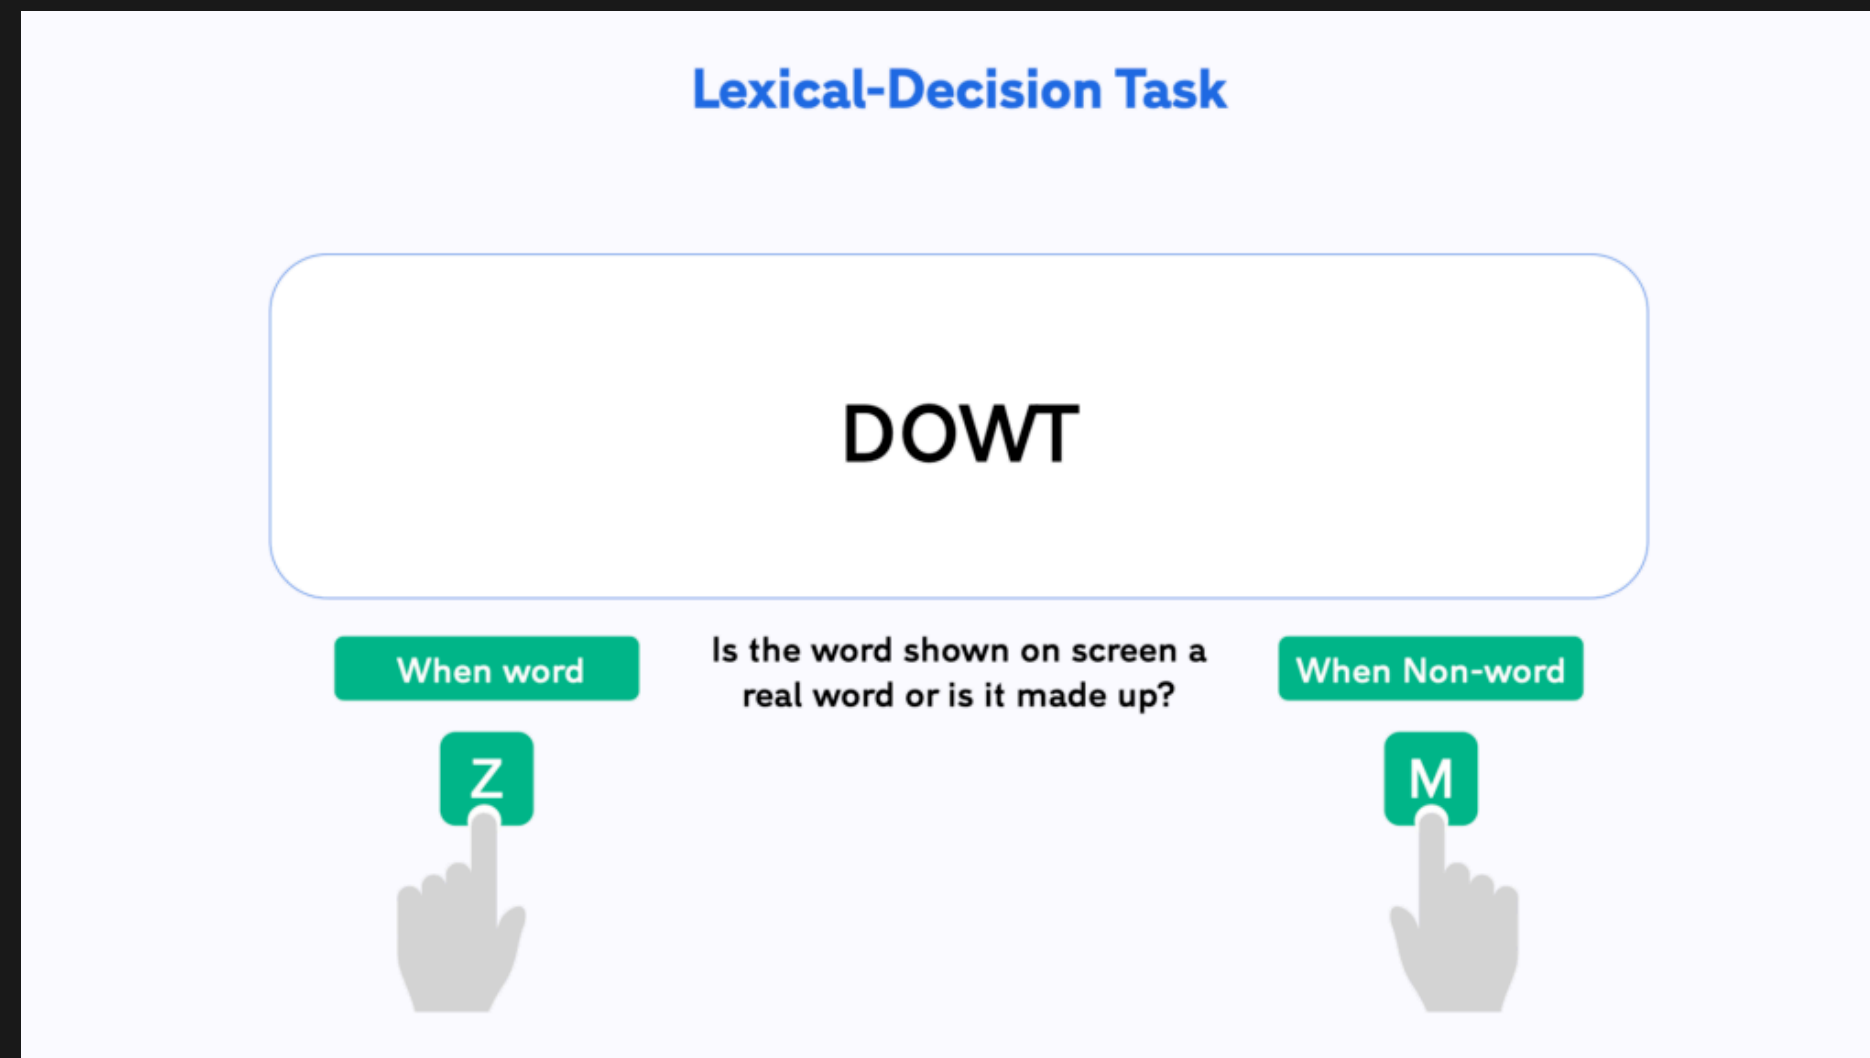 Lexical-Decision Task
DOWT
When word
Is the word shown on screen a
real word or is it made up?
When Non-word
Z
M